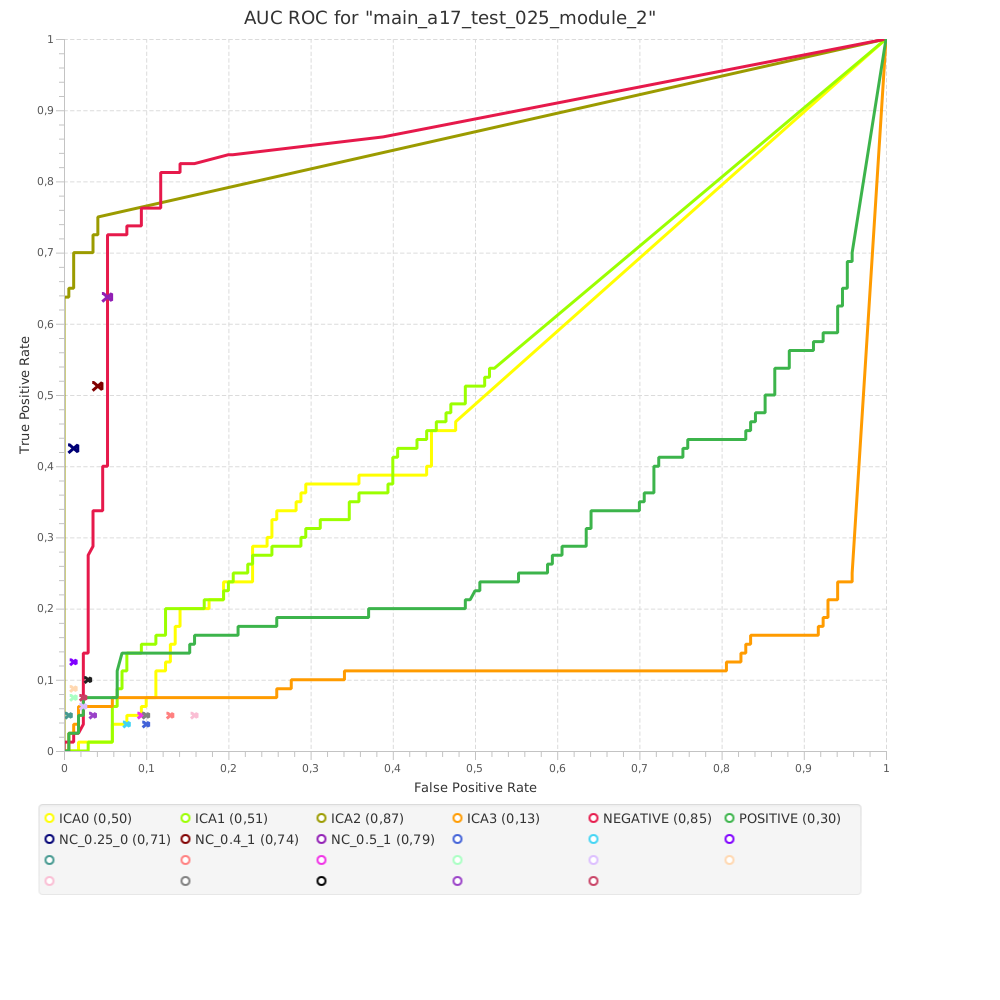 AUC ROC for "main_a17_test_025_module_2"
1
0,9
0,8
0,7
0,6
0,5
0,4
0,3
0,2
0,1
0
True Positive Rate
0 0,1 0,2 0,3 0,4 0,5 0,6 0,7 0,8 0,9 1
False Positive Rate
ICA0 (0,50) ICA1 (0,51) ICA2 (0,87) ICA3 (0,13) NEGATIVE (0,85) POSITIVE (0,30)
NC_0.25_0 (0,71) NC_0.4_1 (0,74) NC_0.5_1 (0,79)